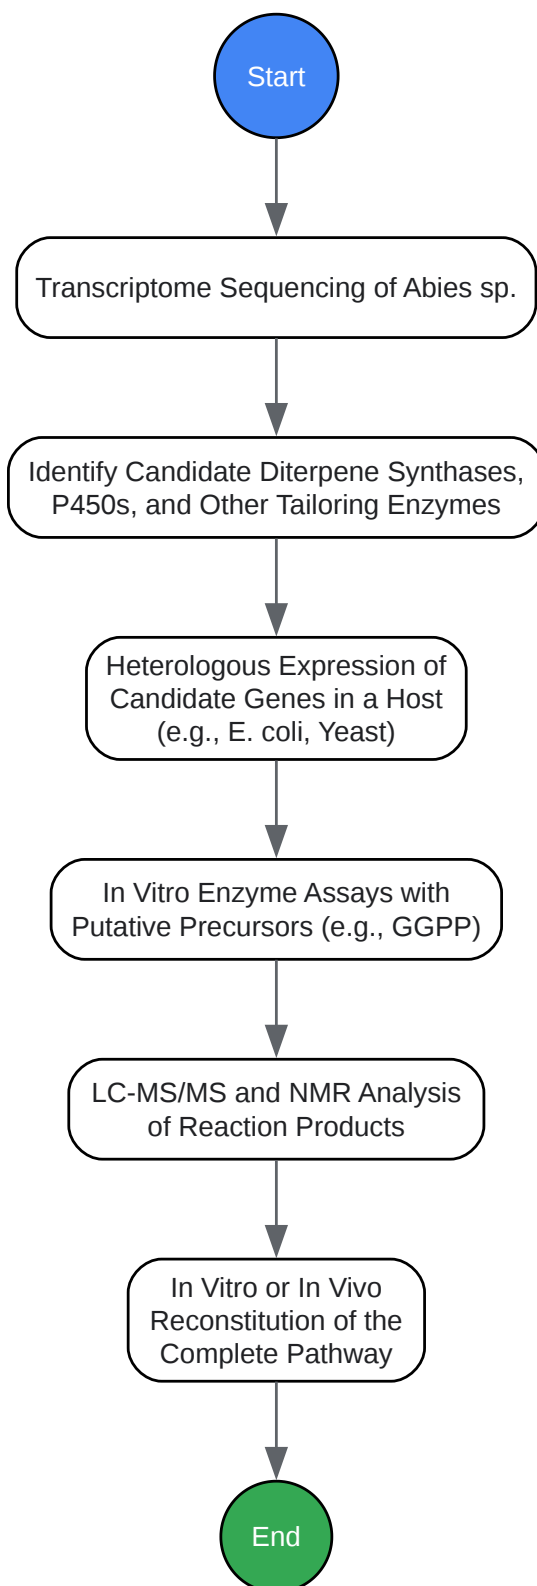 Start
Transcriptome Sequencing of Abies sp.
Identify Candidate Diterpene Synthases,
P450s, and Other Tailoring Enzymes
Heterologous Expression of
Candidate Genes in a Host
(e.g., E. coli, Yeast)
In Vitro Enzyme Assays with
Putative Precursors (e.g., GGPP)
LC-MS/MS and NMR Analysis
of Reaction Products
In Vitro or In Vivo
Reconstitution of the
Complete Pathway
End